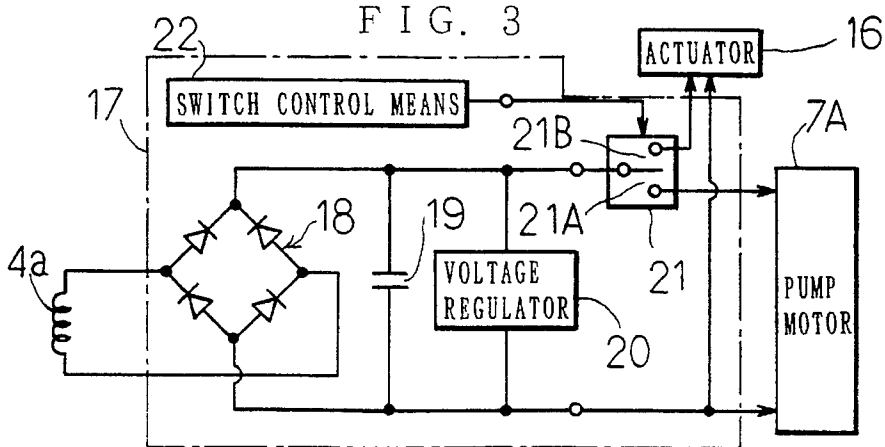 FIG. 3
22
16
ACTUATOR
SWITCH CONTROL MEANS
17
7A
21B
21A
18
19
21
4a
VOLTAGE
REGULATOR
20
PUMP
MOTOR